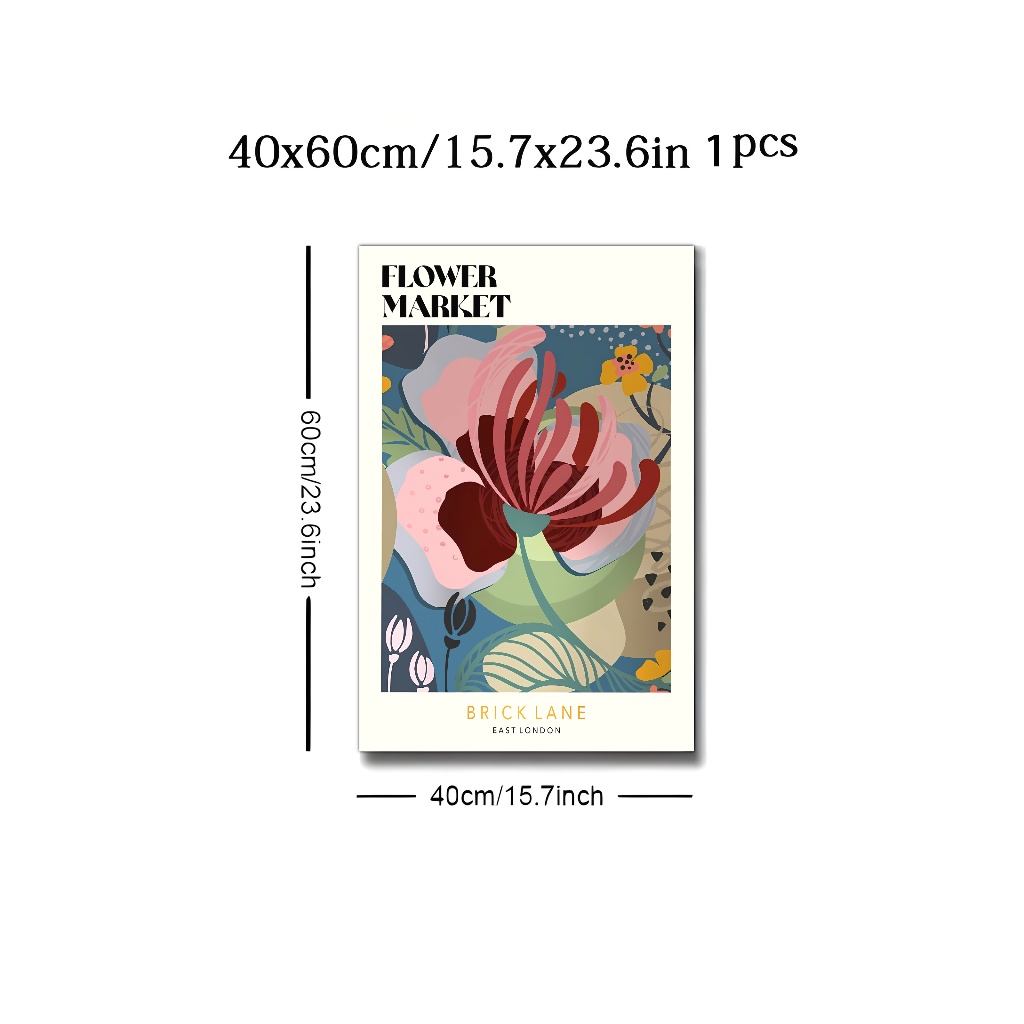 40x60cm/15.7x23.6in 1pcs
FLOWER
MARKET
60cm/23.6inch
BRICK LANE
EAST LONDON
40cm/15.7inch